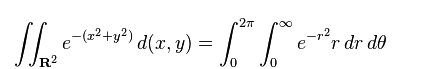 ∬_{𝐑²} e^{-(x²+y²)} d(x, y) = ∫_0^{2π} ∫_0^∞ e^{-r²} r dr dθ